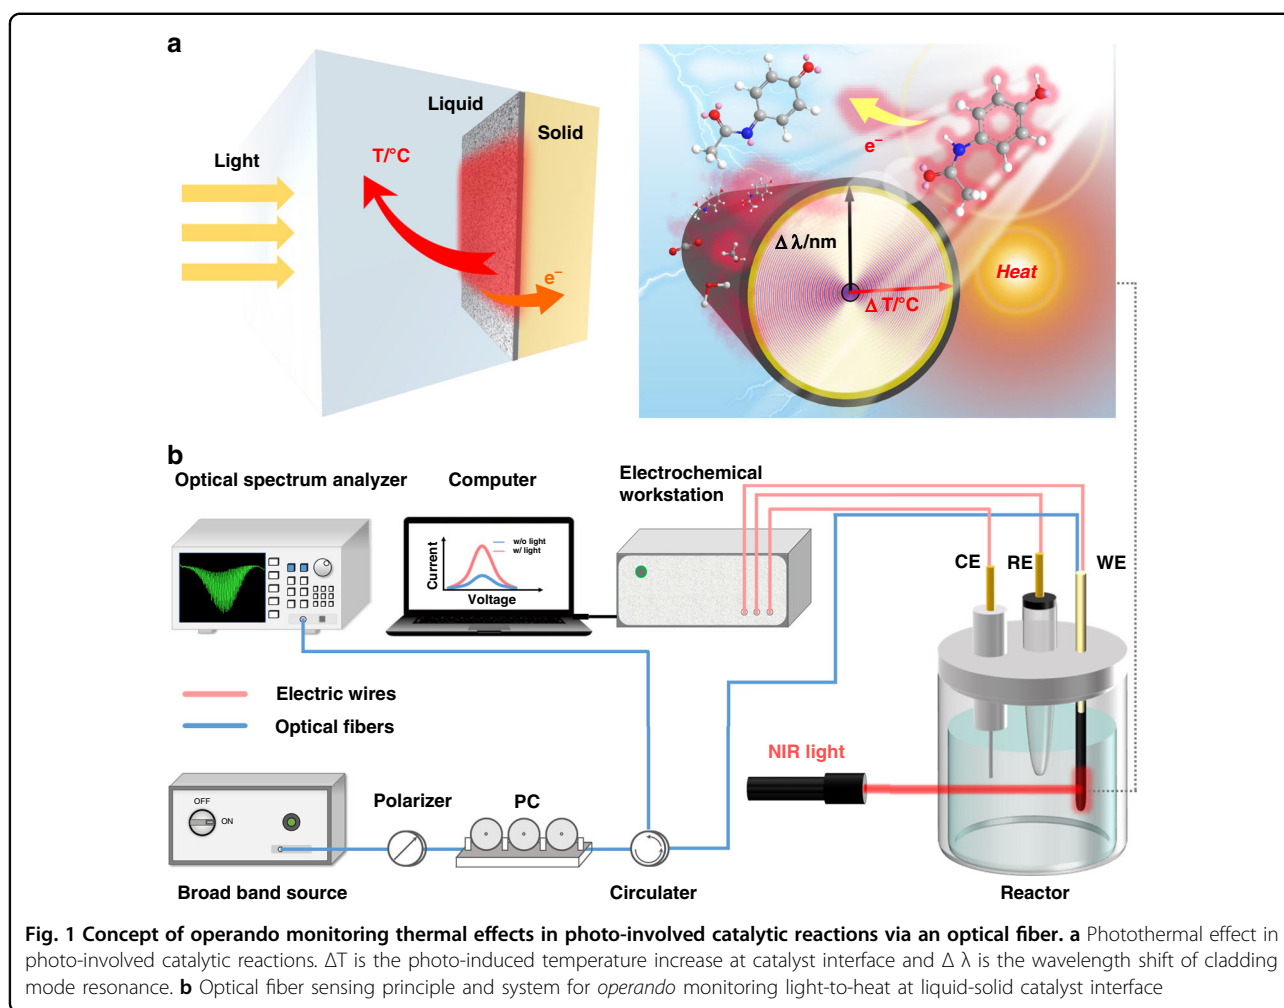 a
Liquid
Solid
Light
T/°C
e⁻
e⁻
Δ λ/nm
Heat
Δ T/°C
b
Optical spectrum analyzer
Computer
Electrochemical
workstation
w/o light
w/ light
Current
Voltage
CE
RE
WE
Electric wires
Optical fibers
NIR light
OFF
ON
Polarizer
PC
Broad band source
Circulater
Reactor
Fig. 1 Concept of operando monitoring thermal effects in photo-involved catalytic reactions via an optical fiber. a Photothermal effect in
photo-involved catalytic reactions. ΔT is the photo-induced temperature increase at catalyst interface and Δ λ is the wavelength shift of cladding
mode resonance. b Optical fiber sensing principle and system for operando monitoring light-to-heat at liquid-solid catalyst interface